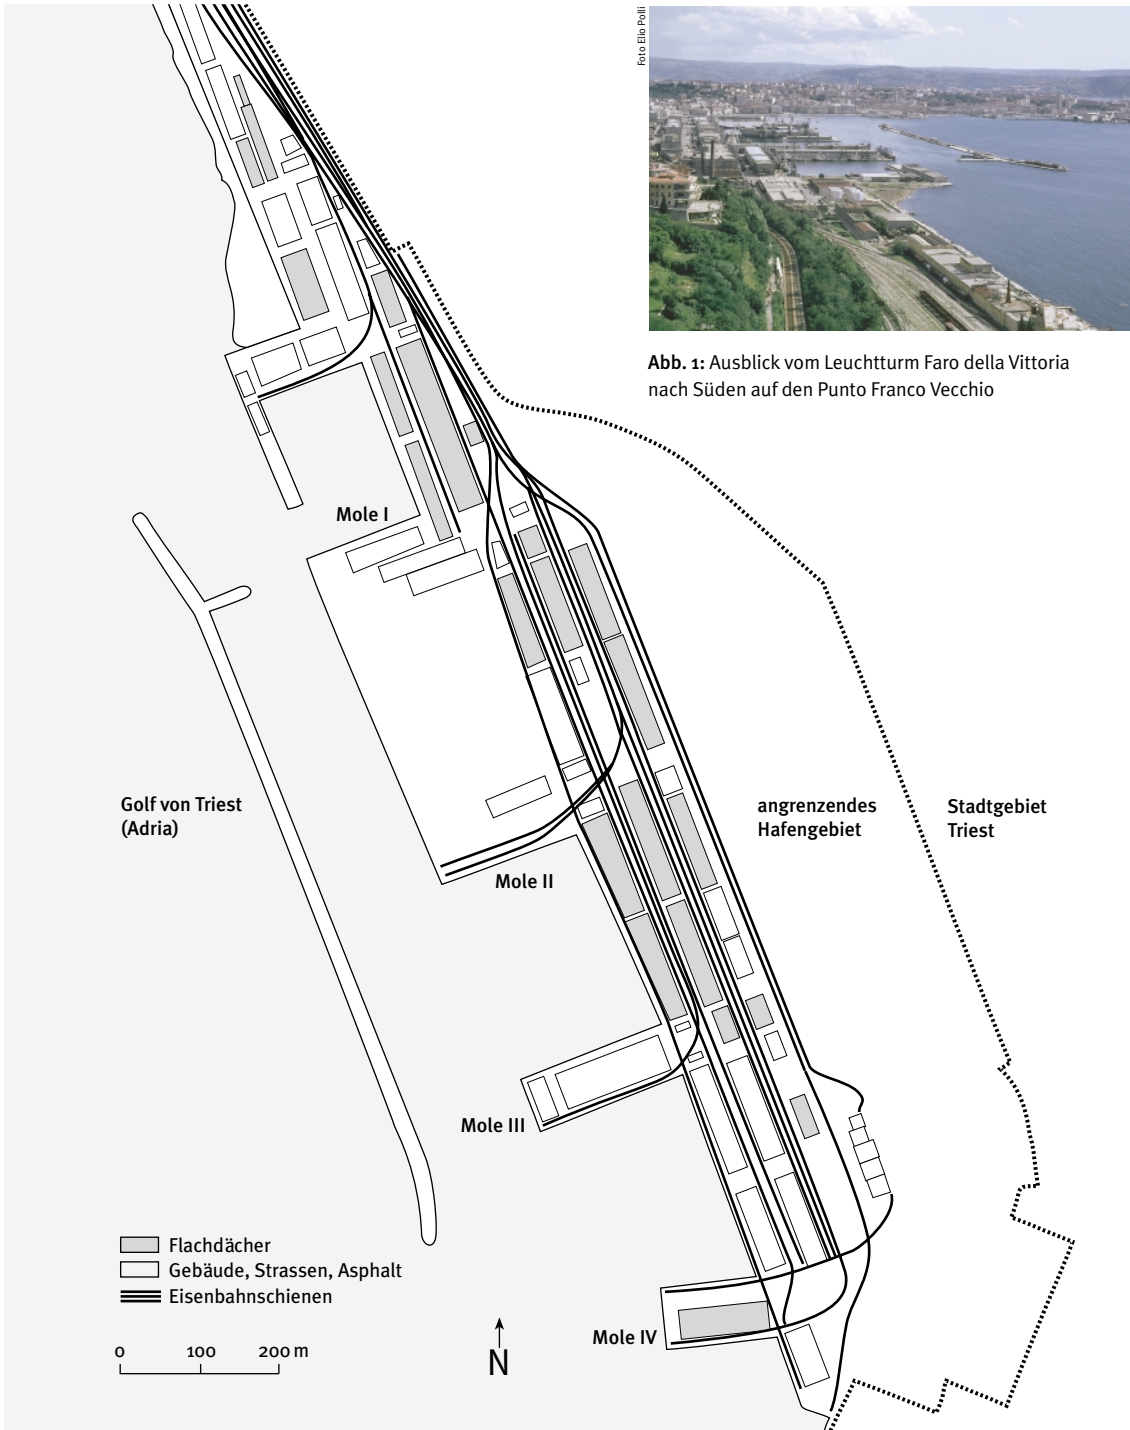 Foto Elio Polli
Abb. 1: Ausblick vom Leuchtturm Faro della Vittoria
nach Süden auf den Punto Franco Vecchio
Mole I
Golf von Triest
(Adria)
angrenzendes
Hafengebiet
Stadtgebiet
Triest
Mole II
Mole III
Mole IV
Flachdächer
Gebäude, Strassen, Asphalt
Eisenbahnschienen
0 100 200 m
N